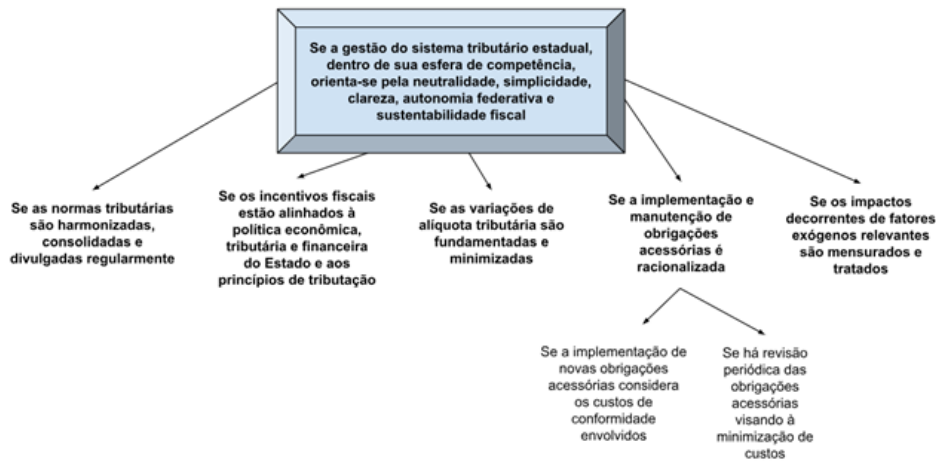 Se a gestão do sistema tributário estadual,
dentro de sua esfera de competência,
orienta-se pela neutralidade, simplicidade,
clareza, autonomia federativa e
sustentabilidade fiscal
Se as normas tributárias
são harmonizadas,
consolidadas e
divulgadas regularmente
Se os incentivos fiscais
estão alinhados à
política econômica,
tributária e financeira
do Estado e aos
princípios de tributação
Se as variações de
alíquota tributária são
fundamentadas e
minimizadas
Se a implementação e
manutenção de
obrigações
acessórias é
racionalizada
Se os impactos
decorrentes de fatores
exógenos relevantes
são mensurados e
tratados
Se a implementação de
novas obrigações
acessórias considera
os custos de
conformidade
envolvidos
Se há revisão
periódica das
obrigações
acessórias
visando à
minimização de
custos